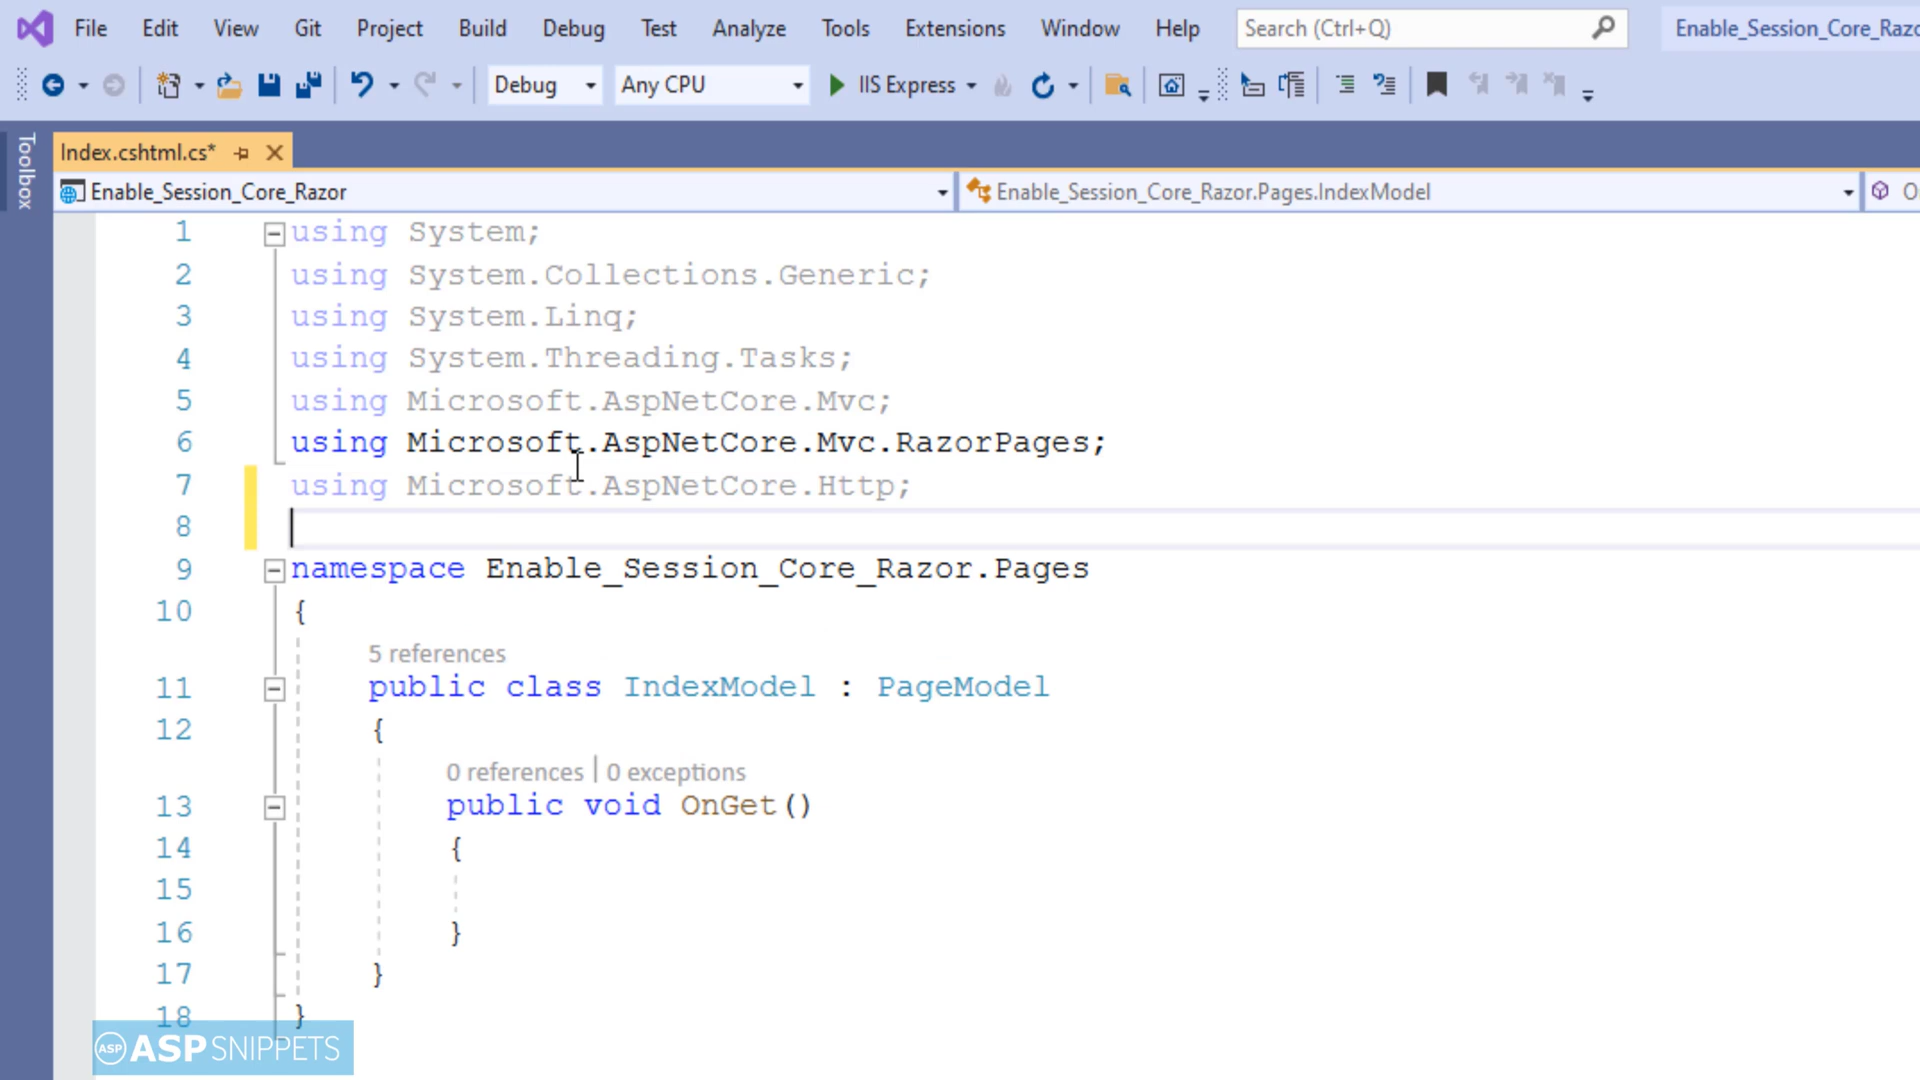 File Edit View Git Project Build Debug Test Analyze Tools Extensions Window Help Search (Ctrl+Q) Enable_Session_Core_Razo
Debug Any CPU IIS Express
Toolbox
Index.cshtml.cs*
Enable_Session_Core_Razor Enable_Session_Core_Razor.Pages.IndexModel O
1 using System;
2 using System.Collections.Generic;
3 using System.Linq;
4 using System.Threading.Tasks;
5 using Microsoft.AspNetCore.Mvc;
6 using Microsoft.AspNetCore.Mvc.RazorPages;
7 using Microsoft.AspNetCore.Http;
8
9 namespace Enable_Session_Core_Razor.Pages
10 {
5 references
11 public class IndexModel : PageModel
12 {
0 references | 0 exceptions
13 public void OnGet()
14 {
15
16 }
17 }
18 }
ASP ASPSNIPPETS